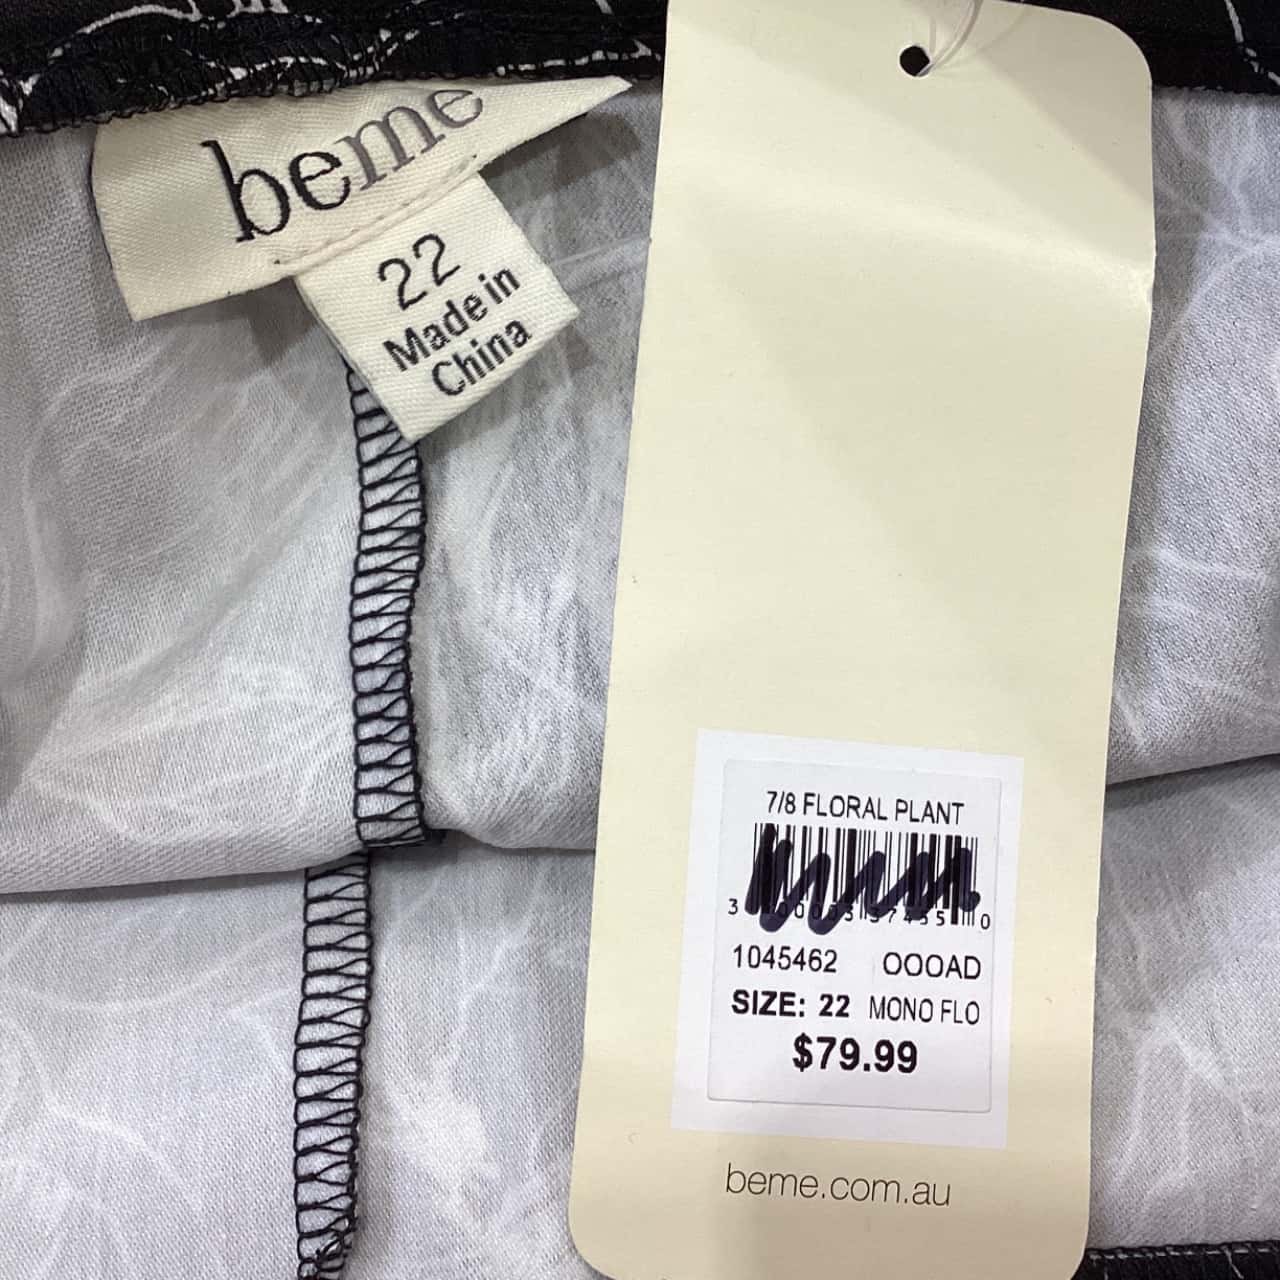 beme
22
Made in
China
7/8 FLORAL PLANT
1045462 OOOAD
SIZE: 22 MONO FLO
$79.99
beme.com.au